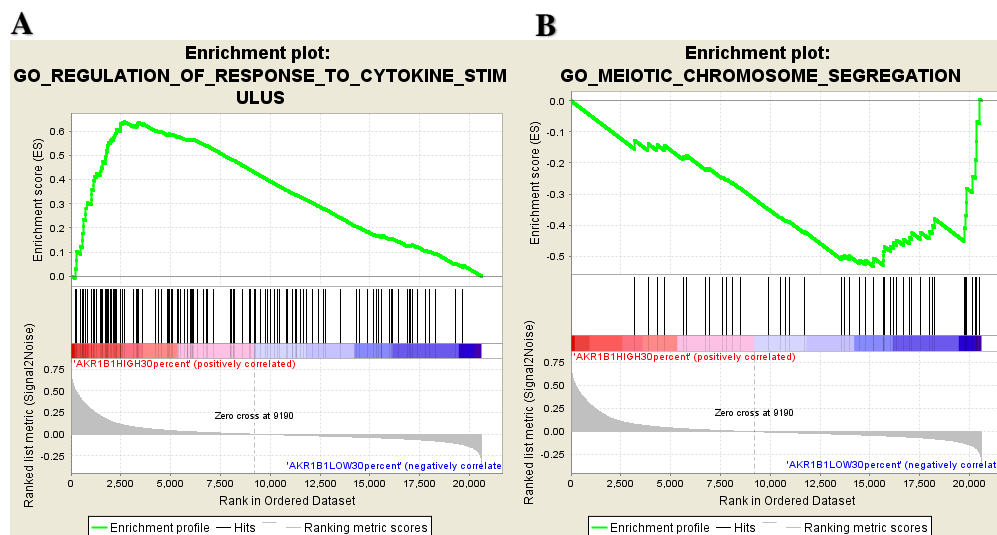 A
B
Enrichment plot:
GO_REGULATION_OF_RESPONSE_TO_CYTOKINE_STIM
ULUS
Enrichment score (ES)
0.6
0.5
0.4
0.3
0.2
0.1
0.0
'AKR1B1HIGH30percent' (positively correlated)
Ranked list metric (Signal2Noise)
0.75
0.50
0.25
0.00
-0.25
Zero cross at 9190
'AKR1B1LOW30percent' (negatively correlate
0
2,500
5,000
7,500
10,000
12,500
15,000
17,500
20,000
Rank in Ordered Dataset
Enrichment profile
Hits
Ranking metric scores
Enrichment plot:
GO_MEIOTIC_CHROMOSOME_SEGREGATION
Enrichment score (ES)
0.0
-0.1
-0.2
-0.3
-0.4
-0.5
'AKR1B1HIGH30percent' (positively correlated)
Ranked list metric (Signal2Noise)
0.75
0.50
0.25
0.00
-0.25
Zero cross at 9190
'AKR1B1LOW30percent' (negatively correlat
0
2,500
5,000
7,500
10,000
12,500
15,000
17,500
20,000
Rank in Ordered Dataset
Enrichment profile
Hits
Ranking metric scores